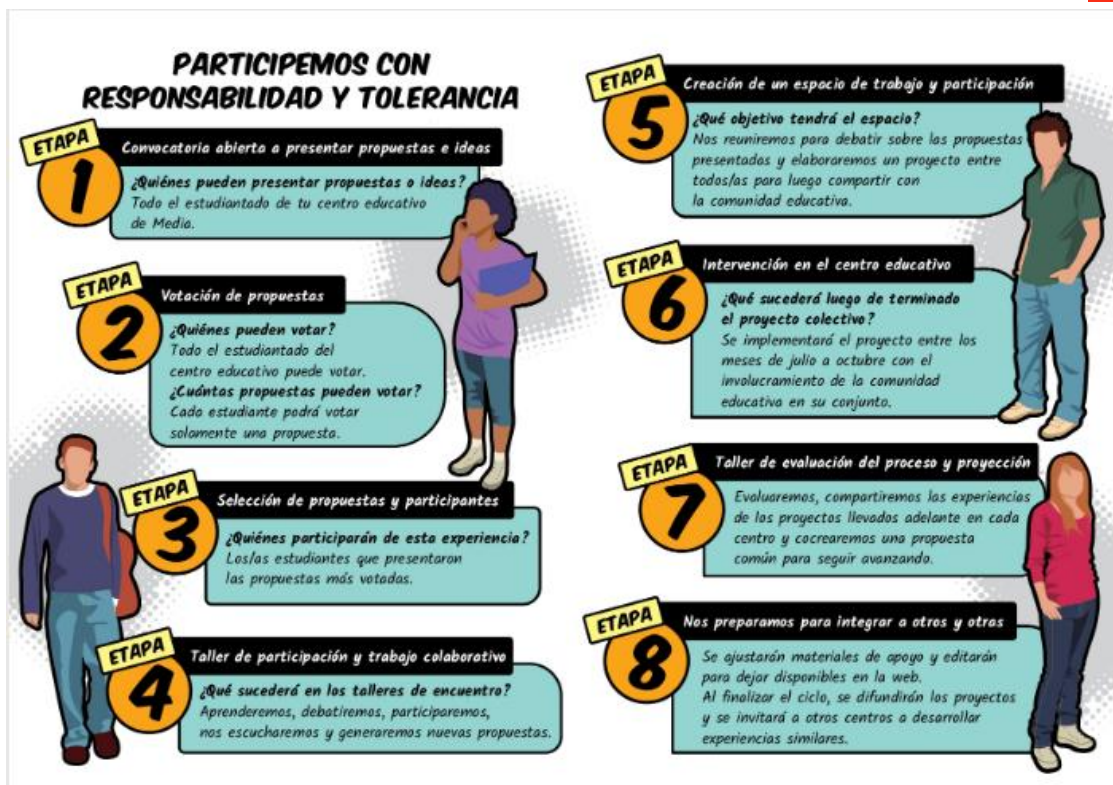 PARTICIPEMOS CON
RESPONSABILIDAD Y TOLERANCIA
ETAPA
1
Convocatoria abierta a presentar propuestas e ideas
¿Quiénes pueden presentar propuestas o ideas?
Todo el estudiantado de tu centro educativo
de Media.
ETAPA
2
Votación de propuestas
¿Quiénes pueden votar?
Todo el estudiantado del
centro educativo puede votar.
¿Cuántas propuestas pueden votar?
Cada estudiante podrá votar
solamente una propuesta.
ETAPA
3
Selección de propuestas y participantes
¿Quiénes participarán de esta experiencia?
Los/as estudiantes que presentaron
las propuestas más votadas.
ETAPA
4
Taller de participación y trabajo colaborativo
¿Qué sucederá en los talleres de encuentro?
Aprenderemos, debatiremos, participaremos,
nos escucharemos y generaremos nuevas propuestas.
ETAPA
5
Creación de un espacio de trabajo y participación
¿Qué objetivo tendrá el espacio?
Nos reuniremos para debatir sobre las propuestas
presentadas y elaboraremos un proyecto entre
todos/as para luego compartir con
la comunidad educativa.
ETAPA
6
Intervención en el centro educativo
¿Qué sucederá luego de terminado
el proyecto colectivo?
Se implementará el proyecto entre los
meses de julio a octubre con el
involucramiento de la comunidad
educativa en su conjunto.
ETAPA
7
Taller de evaluación del proceso y proyección
Evaluaremos, compartiremos las experiencias
de los proyectos llevados adelante en cada
centro y cocrearemos una propuesta
común para seguir avanzando.
ETAPA
8
Nos preparamos para integrar a otros y otras
Se ajustarán materiales de apoyo y editarán
para dejar disponibles en la web.
Al finalizar el ciclo, se difundirán los proyectos
y se invitará a otros centros a desarrollar
experiencias similares.